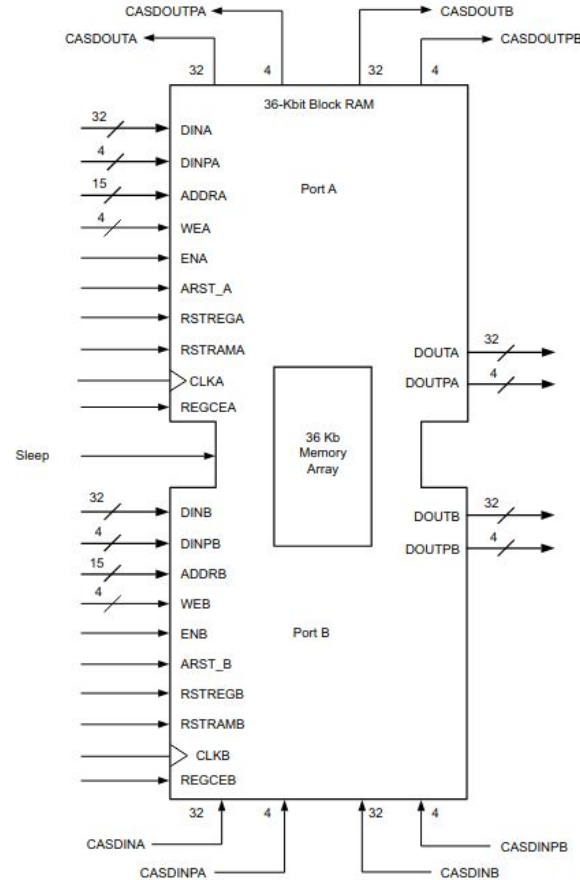 CASDOUTPA
CASDOUTB
CASDOUTA
CASDOUTPB
32
4
32
4
36-Kbit Block RAM
32
DINA
4
DINPA
Port A
15
ADDRA
4
WEA
ENA
ARST_A
RSTREGA
RSTRAMA
DOUTA
32
CLKA
DOUTPA
4
REGCEA
36 Kb
Memory
Array
Sleep
32
DINB
DOUTB
32
4
DINPB
DOUTPB
4
15
ADDRB
4
WEB
ENB
Port B
ARST_B
RSTREGB
RSTRAMB
CLKB
REGCEB
32
4
32
4
CASDINA
CASDINPB
CASDINPA
CASDINB